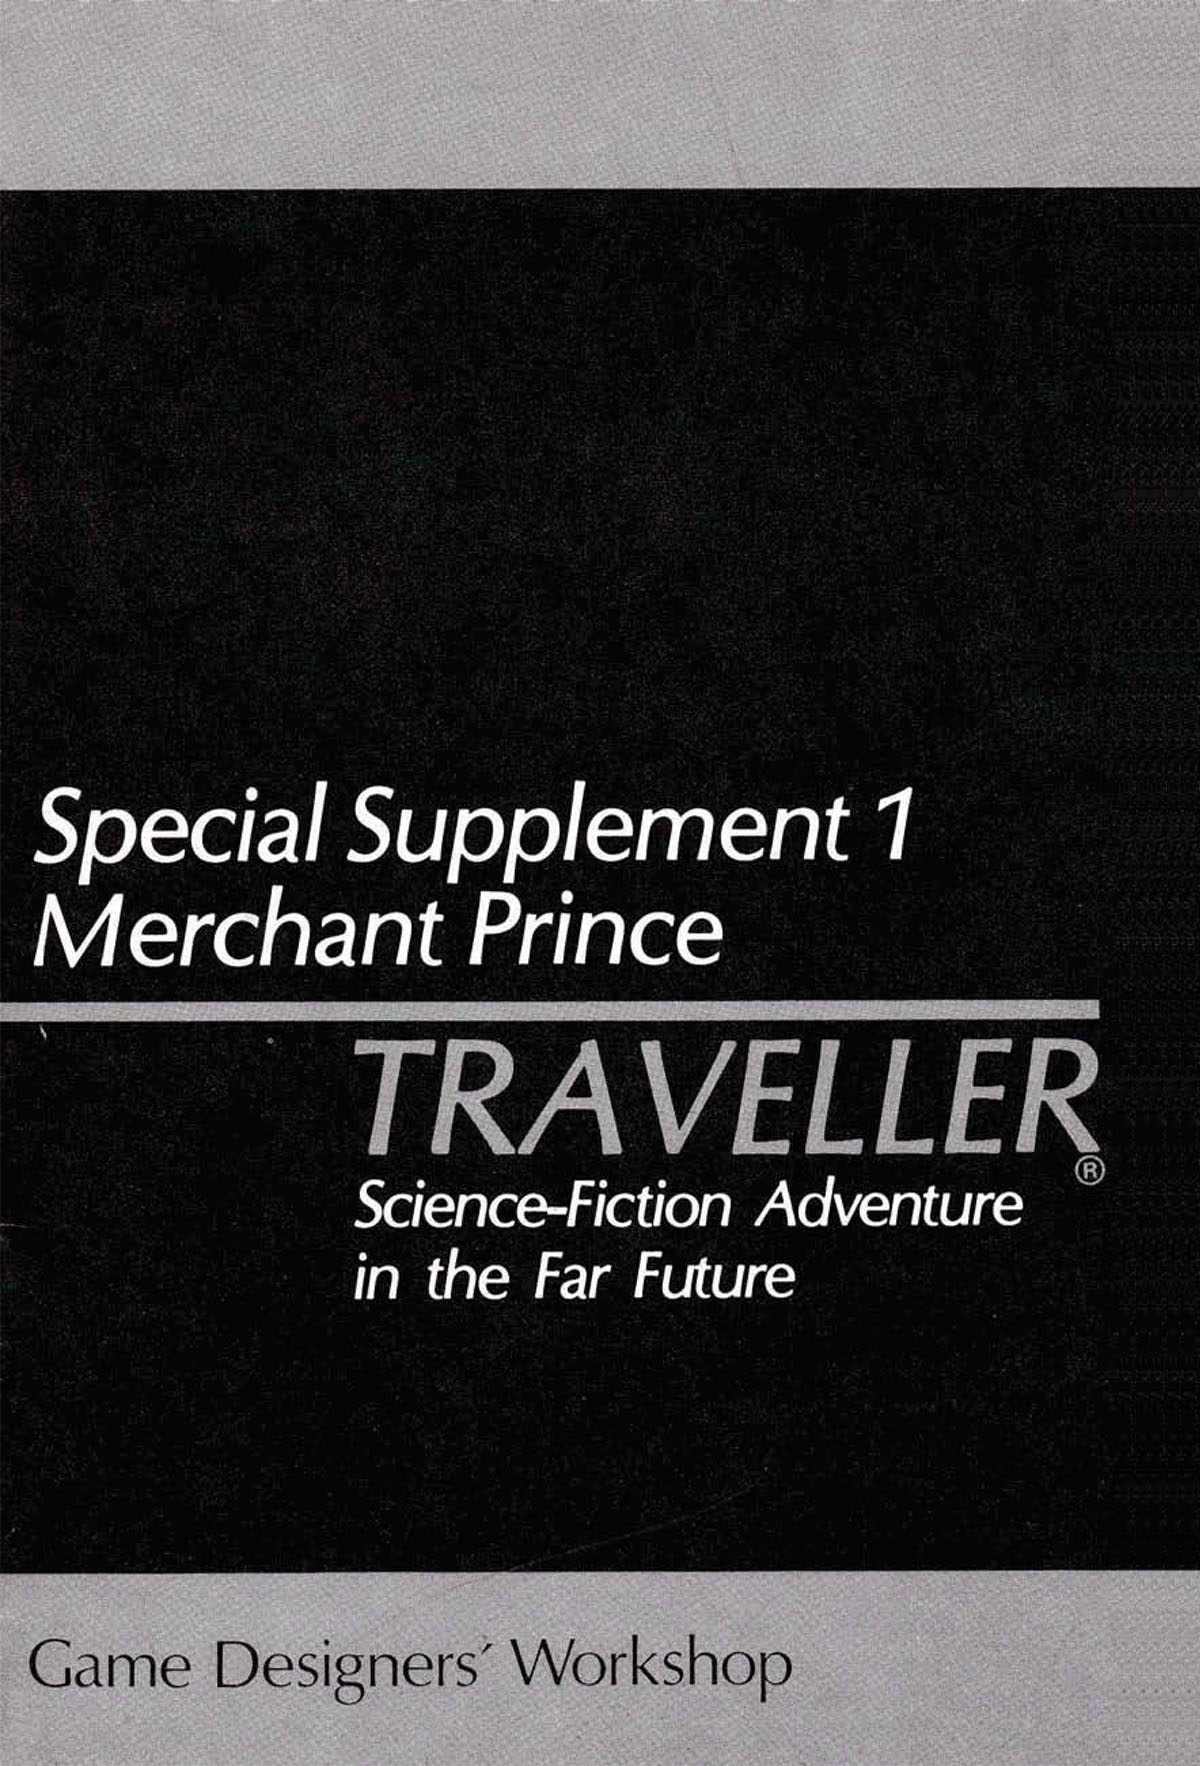 Special Supplement 1
Merchant Prince
TRAVELLER®
Science-Fiction Adventure
in the Far Future
Game Designers' Workshop